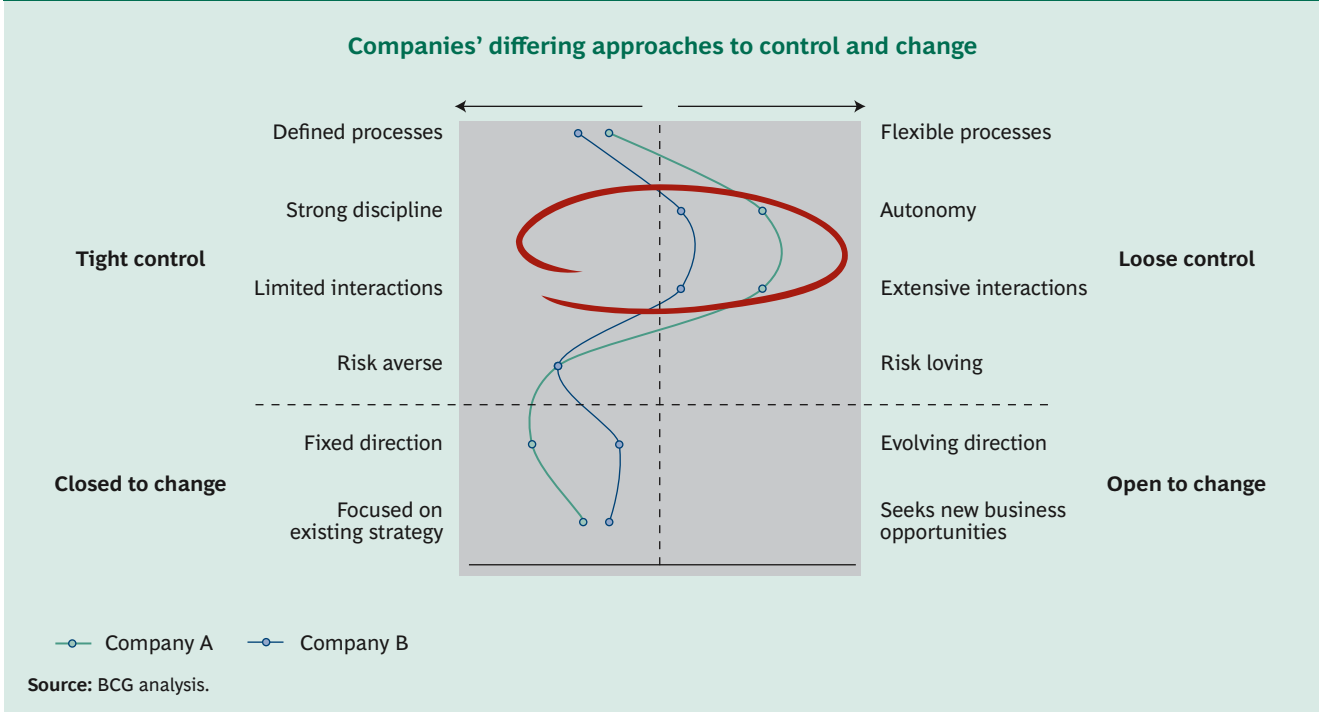 Companies’ differing approaches to control and change
Defined processes
Flexible processes
Strong discipline
Autonomy
Tight control
Loose control
Limited interactions
Extensive interactions
Risk averse
Risk loving
Fixed direction
Evolving direction
Closed to change
Open to change
Focused on
existing strategy
Seeks new business
opportunities
Company A
Company B
Source: BCG analysis.